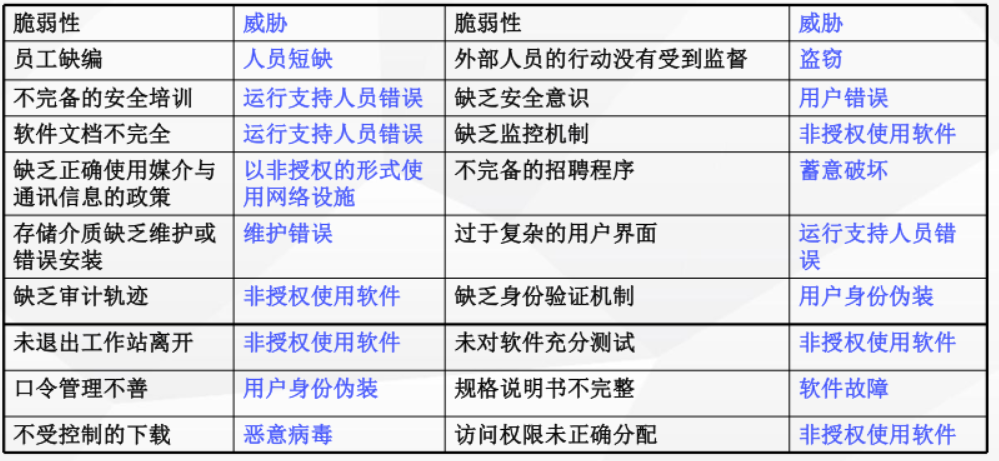 脆弱性 威胁 脆弱性 威胁
员工缺编 人员短缺 外部人员的行动没有受到监督 盗窃
不完备的安全培训 运行支持人员错误 缺乏安全意识 用户错误
软件文档不完全 运行支持人员错误 缺乏监控机制 非授权使用软件
缺乏正确使用媒介与 以非授权的形式使 不完备的招聘程序 蓄意破坏
通讯信息的政策 用网络设施
存储介质缺乏维护或 维护错误 过于复杂的用户界面 运行支持人员错
错误安装 误
缺乏审计轨迹 非授权使用软件 缺乏身份验证机制 用户身份伪装
未退出工作站离开 非授权使用软件 未对软件充分测试 非授权使用软件
口令管理不善 用户身份伪装 规格说明书不完整 软件故障
不受控制的下载 恶意病毒 访问权限未正确分配 非授权使用软件